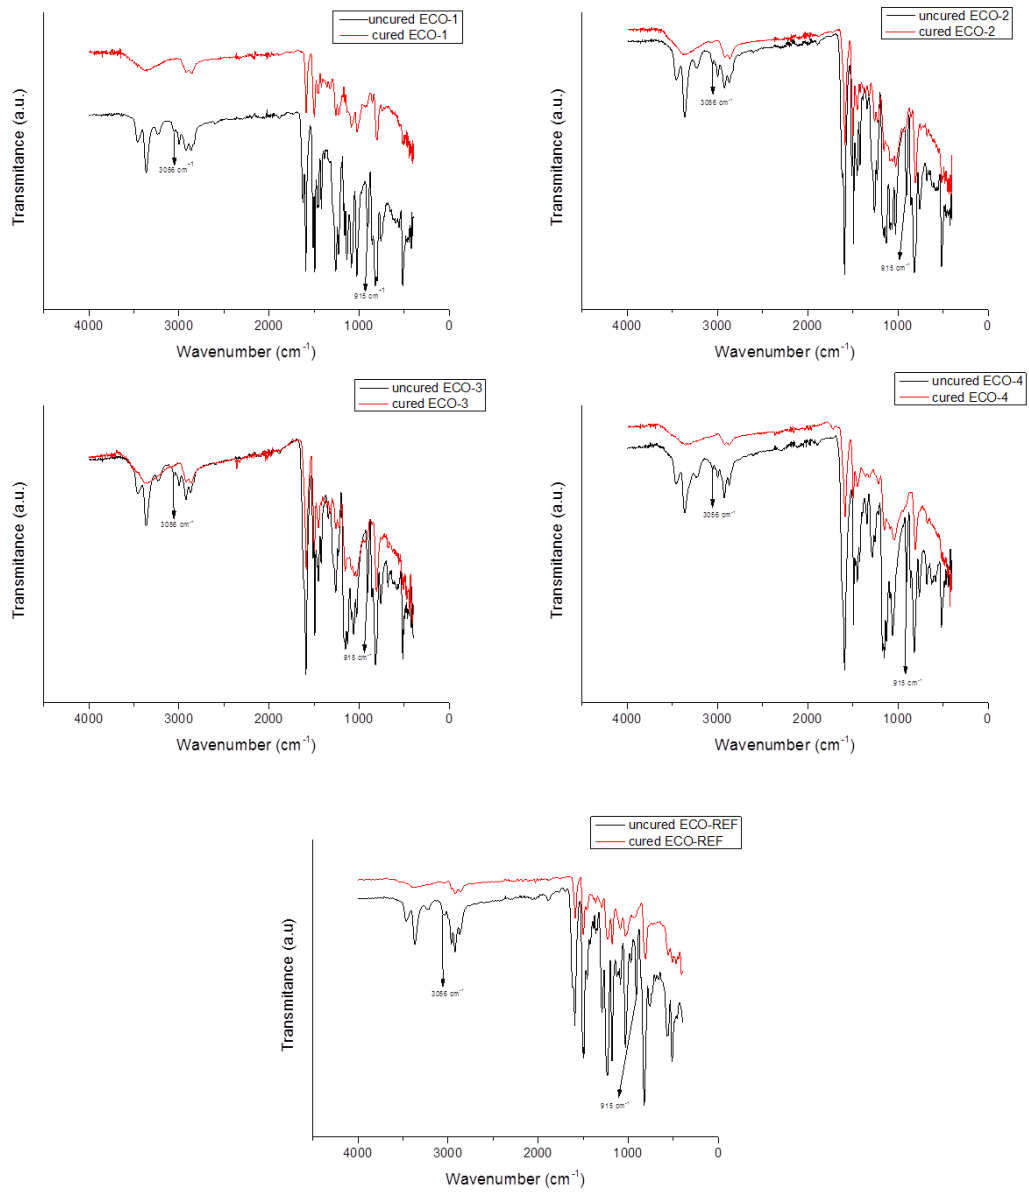 uncured ECO-1
cured ECO-1
Transmitance (a.u.)
3056 cm⁻¹
915 cm⁻¹
4000 3000 2000 1000 0
Wavenumber (cm⁻¹)
uncured ECO-2
cured ECO-2
Transmitance (a.u.)
3056 cm⁻¹
915 cm⁻¹
4000 3000 2000 1000 0
Wavenumber (cm⁻¹)
uncured ECO-3
cured ECO-3
Transmitance (a.u.)
3056 cm⁻¹
915 cm⁻¹
4000 3000 2000 1000 0
Wavenumber (cm⁻¹)
uncured ECO-4
cured ECO-4
Transmitance (a.u.)
3056 cm⁻¹
915 cm⁻¹
4000 3000 2000 1000 0
Wavenumber (cm⁻¹)
uncured ECO-REF
cured ECO-REF
Transmitance (a.u)
3056 cm⁻¹
915 cm⁻¹
4000 3000 2000 1000 0
Wavenumber (cm⁻¹)